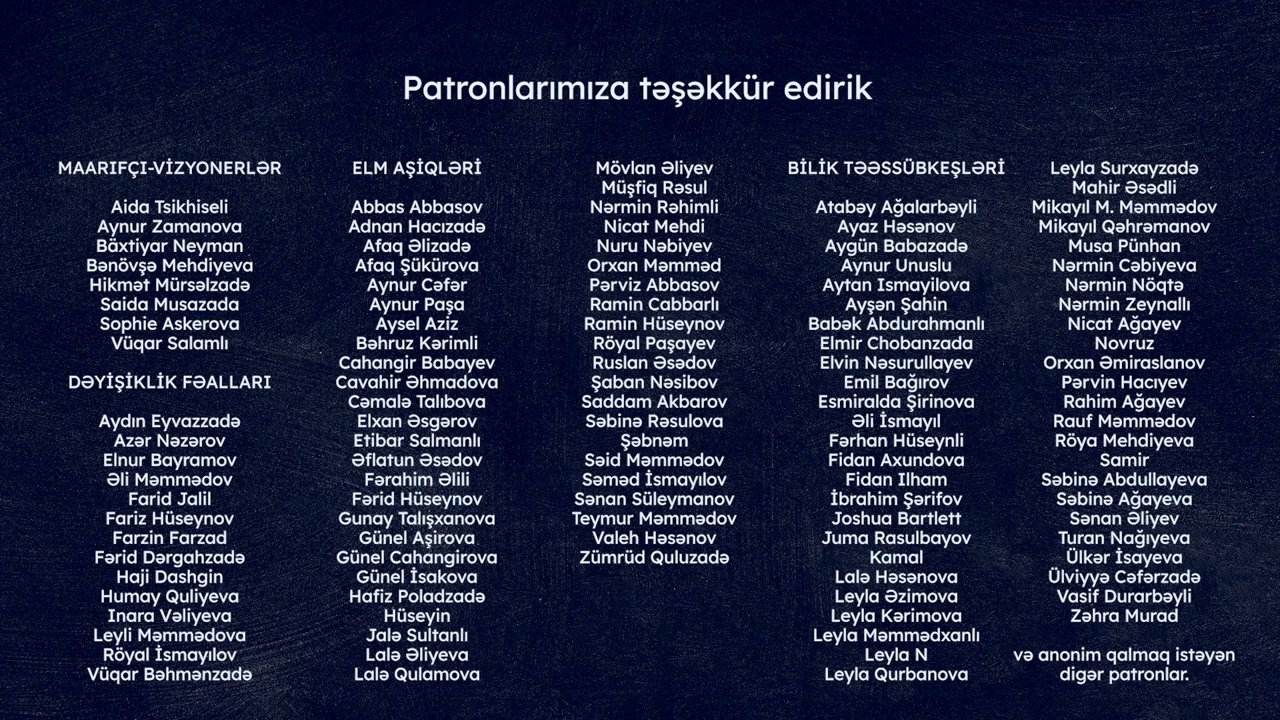 Patronlarımıza təşəkkür edirik
MAARIFÇI-VİZYONERLƏR
Aida Tsikhiseli
Aynur Zamanova
Bäxtiyar Neyman
Bənövşə Mehdiyeva
Hikmət Mürsəlzadə
Saida Musazada
Sophie Askerova
Vüqar Salamlı
DƏYİŞİKLİK FƏALLARI
Aydın Eyvazzadə
Azər Nəzərov
Elnur Bayramov
Əli Məmmədov
Farid Jalil
Fariz Hüseynov
Farzin Farzad
Fərid Dərgahzadə
Haji Dashgin
Humay Quliyeva
Inara Vəliyeva
Leyli Məmmədova
Röyal İsmayılov
Vüqar Bəhmənzadə
ELM AŞİQLƏRİ
Abbas Abbasov
Adnan Hacızadə
Afaq Əlizadə
Afaq Şükürova
Aynur Cəfər
Aynur Paşa
Aysel Aziz
Bəhruz Kərimli
Cahangir Babayev
Cavahir Əhmadova
Cəmalə Talıbova
Elxan Əsgərov
Etibar Salmanlı
Əflatun Əsədov
Fərahim Əlili
Fərid Hüseynov
Gunay Talışxanova
Günel Aşirova
Günel Cahangirova
Günel İsakova
Hafiz Poladzadə
Hüseyin
Jalə Sultanlı
Lalə Əliyeva
Lalə Qulamova
Mövlan Əliyev
Müşfiq Rəsul
Nərmin Rəhimli
Nicat Mehdi
Nuru Nəbiyev
Orxan Məmməd
Pərviz Abbasov
Ramin Cabbarlı
Ramin Hüseynov
Röyal Paşayev
Ruslan Əsədov
Şaban Nəsibov
Saddam Akbarov
Səbinə Rəsulova
Şəbnəm
Səid Məmmədov
Səməd İsmayılov
Sənan Süleymanov
Teymur Məmmədov
Valeh Həsənov
Zümrüd Quluzadə
BİLİK TƏƏSSÜBKEŞLƏRİ
Atabəy Ağalarbəyli
Ayaz Həsənov
Aygün Babazadə
Aynur Unuslu
Aytan Ismayilova
Ayşən Şahin
Babək Abdurahmanlı
Elmir Chobanzada
Elvin Nəsurullayev
Emil Bağırov
Esmiralda Şirinova
Əli İsmayıl
Fərhan Hüseynli
Fidan Axundova
Fidan Ilham
İbrahim Şərifov
Joshua Bartlett
Juma Rasulbayov
Kamal
Lalə Həsənova
Leyla Əzimova
Leyla Kərimova
Leyla Məmmədxanlı
Leyla N
Leyla Qurbanova
Leyla Surxayzadə
Mahir Əsədli
Mikayıl M. Məmmədov
Mikayıl Qəhrəmanov
Musa Pünhan
Nərmin Cəbiyeva
Nərmin Nöqtə
Nərmin Zeynallı
Nicat Ağayev
Novruz
Orxan Əmiraslanov
Pərvin Hacıyev
Rahim Ağayev
Rauf Məmmədov
Röya Mehdiyeva
Samir
Səbinə Abdullayeva
Səbinə Ağayeva
Sənan Əliyev
Turan Nağıyeva
Ülkər İsayeva
Ülviyyə Cəfərzadə
Vasif Durarbəyli
Zəhra Murad
və anonim qalmaq istəyən
digər patronlar.